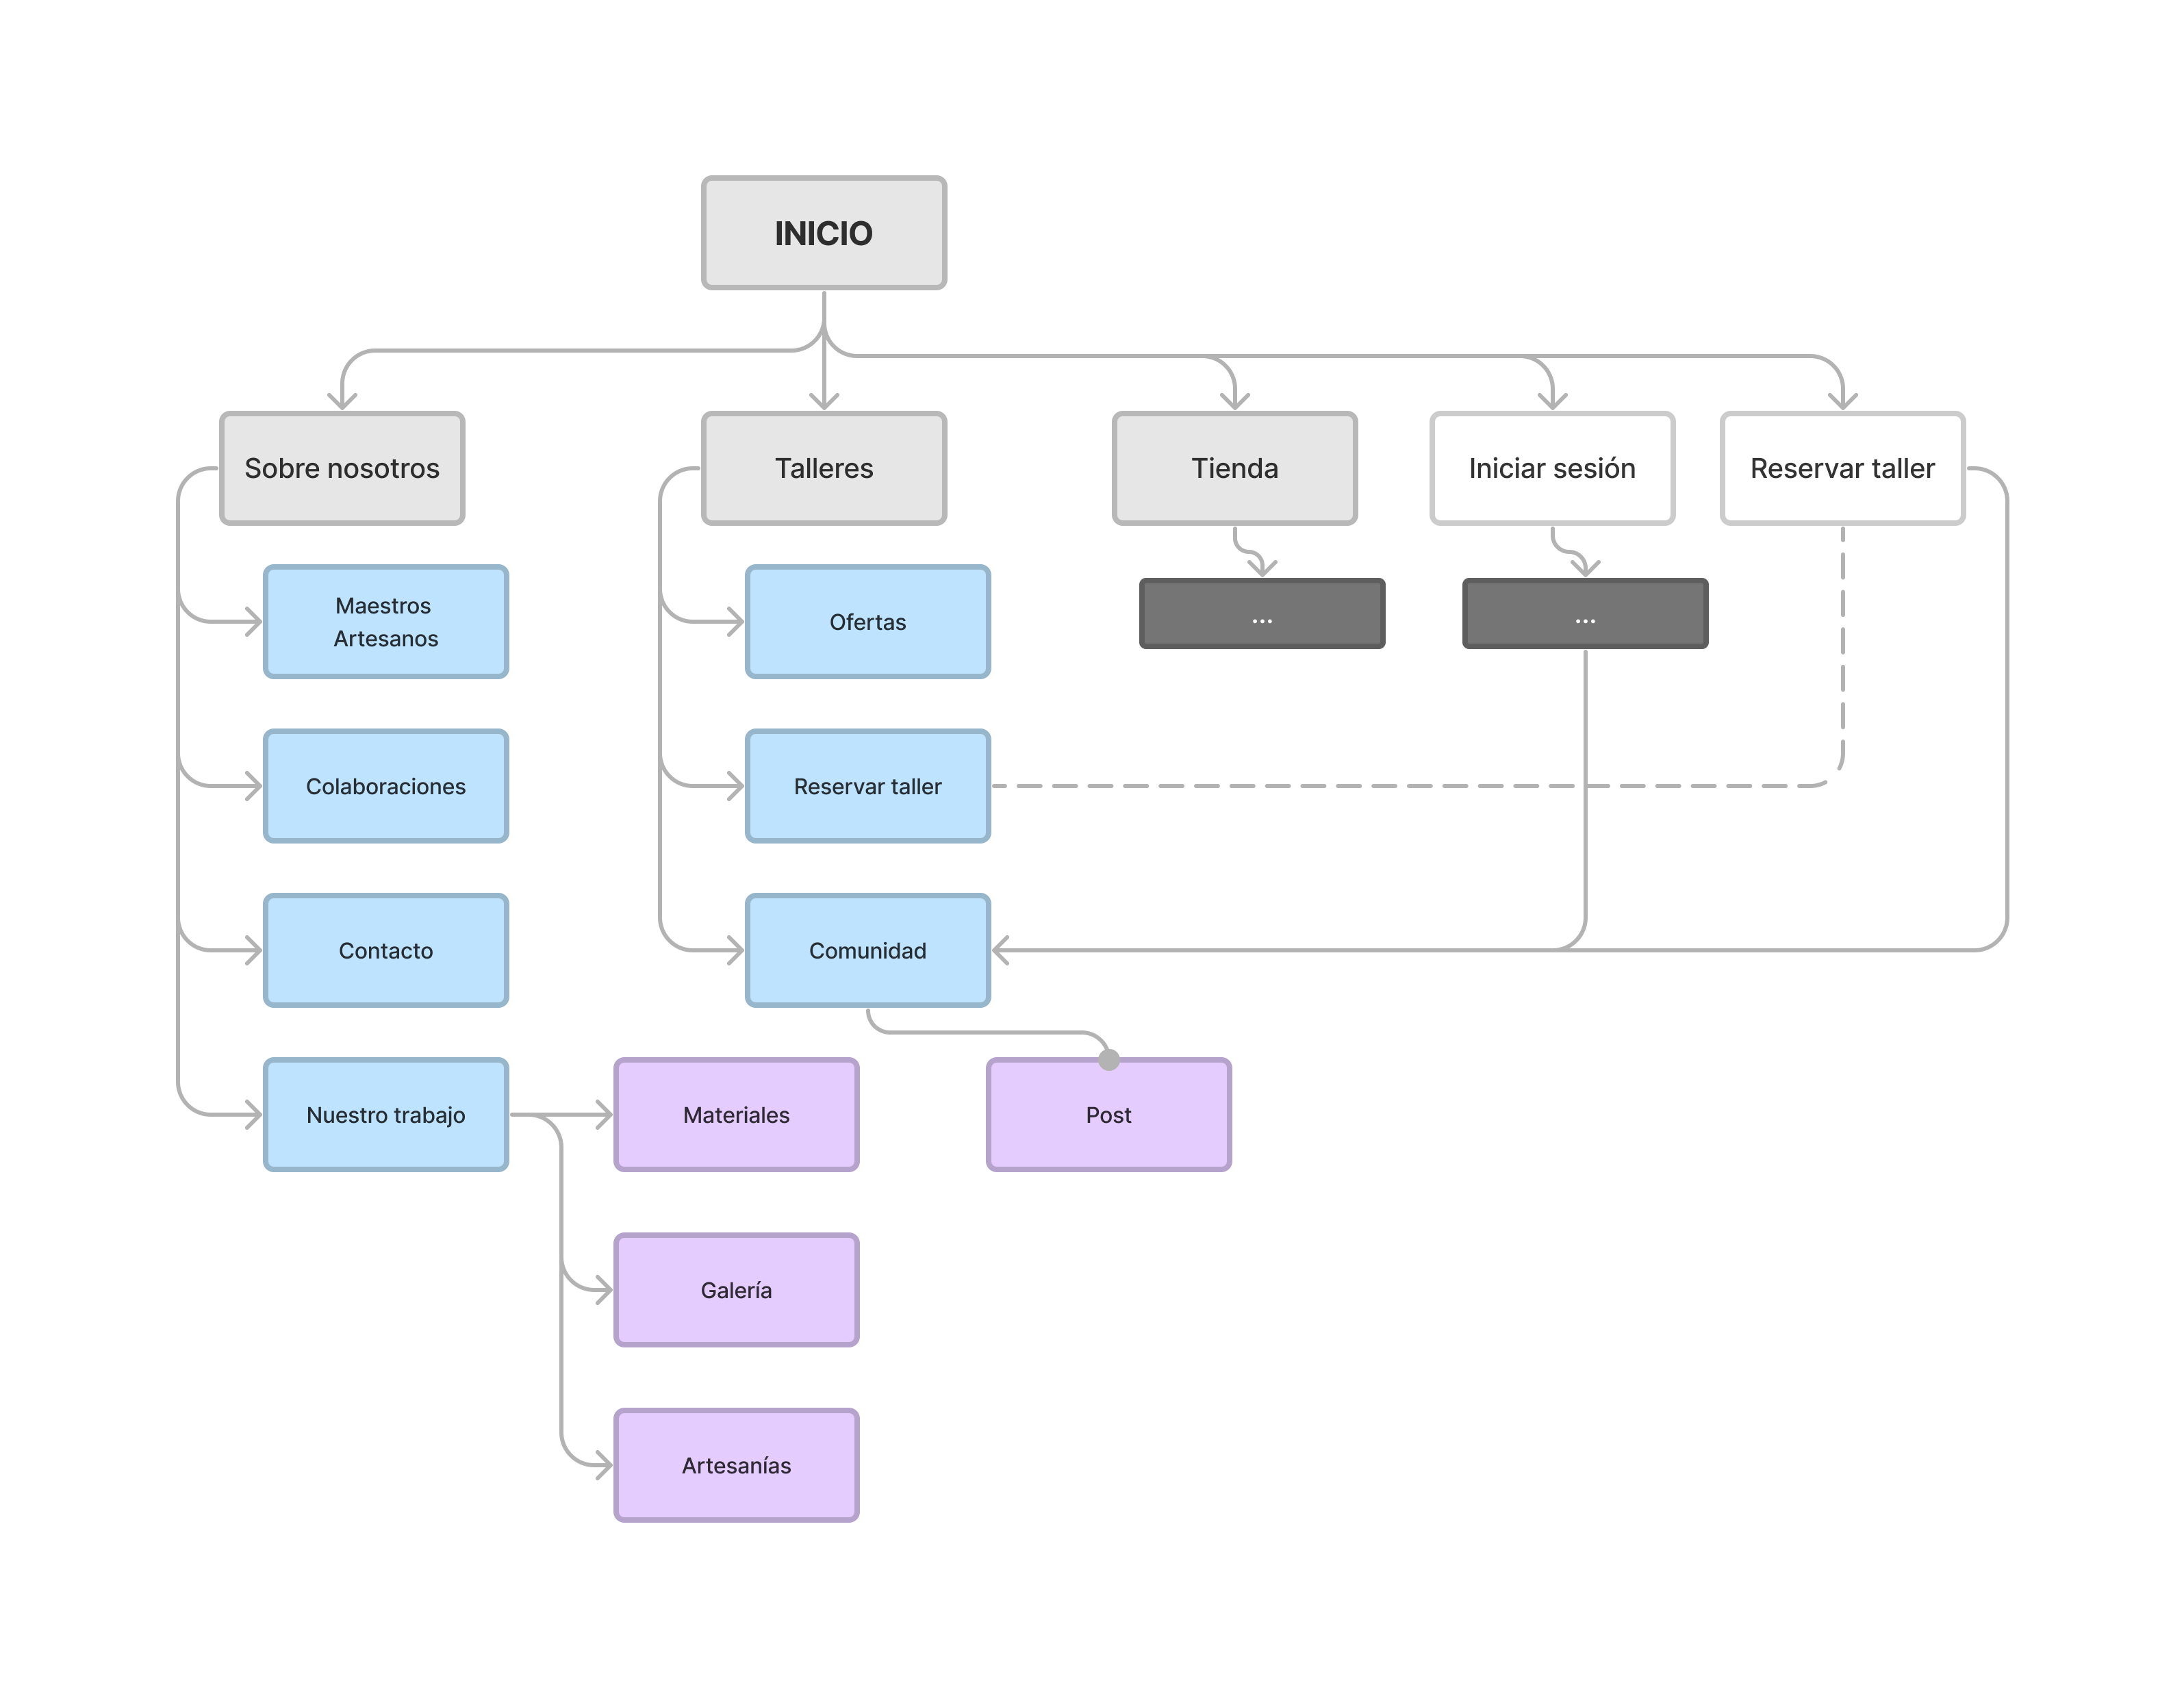 INICIO
Sobre nosotros
Talleres
Tienda
Iniciar sesión
Reservar taller
Maestros
Artesanos
Ofertas
...
...
Colaboraciones
Reservar taller
Contacto
Comunidad
Nuestro trabajo
Materiales
Post
Galería
Artesanías